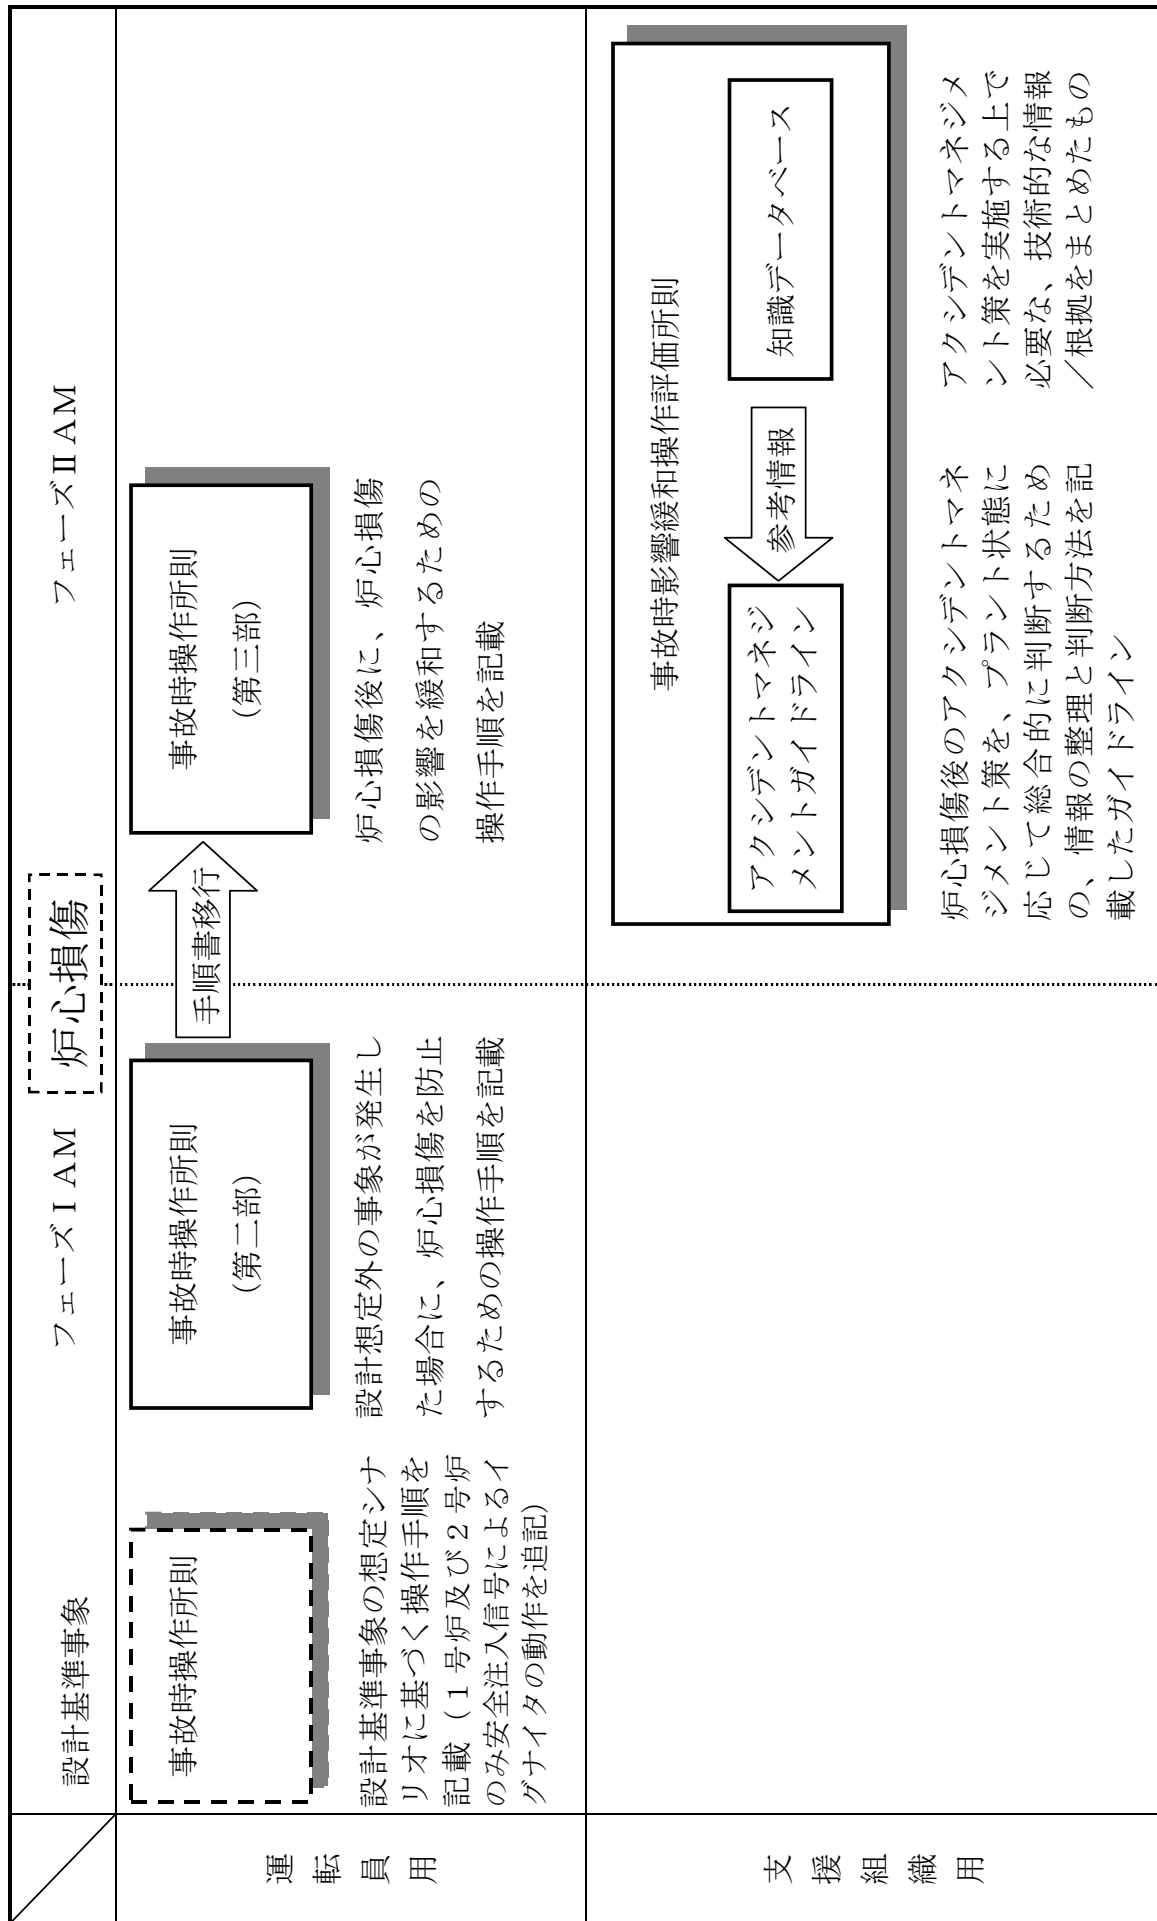 設計基準事象
フェーズⅠ AM
炉心損傷
フェーズⅡ AM
運転員用
事故時操作所則
設計基準事象の想定シナ
リオに基づく操作手順を
記載（１号炉及び２号炉
のみ安全注入信号によるイ
グナイタの動作を追記）
事故時操作所則
（第二部）
設計想定外の事象が発生し
た場合に、炉心損傷を防止
するための操作手順を記載
手順書移行
事故時操作所則
（第三部）
炉心損傷後に、炉心損傷
の影響を緩和するための
操作手順を記載
支援組織用
事故時影響緩和操作評価所則
アクシデントマネジ
メントガイドライン
参考情報
知識データベース
炉心損傷後のアクシデントマネ
ジメント策を、プラント状態に
応じて総合的に判断するため
の、情報の整理と判断方法を記
載したガイドライン
アクシデントマネジメ
ント策を実施する上で
必要な、技術的な情報
／根拠をまとめたもの